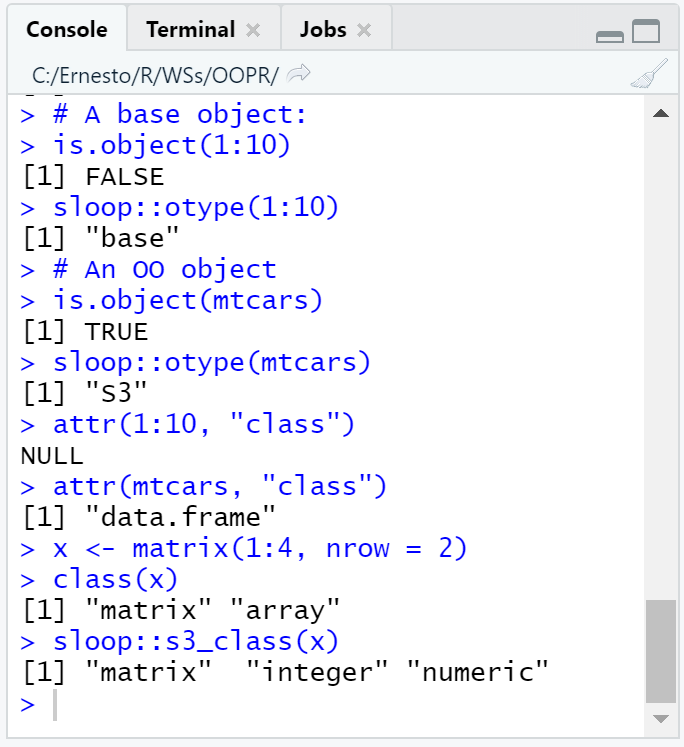 Console Terminal Jobs
C:/Ernesto/R/WSs/OOPR/
> # A base object:
> is.object(1:10)
[1] FALSE
> sloop::otype(1:10)
[1] "base"
> # An OO object
> is.object(mtcars)
[1] TRUE
> sloop::otype(mtcars)
[1] "S3"
> attr(1:10, "class")
NULL
> attr(mtcars, "class")
[1] "data.frame"
> x <- matrix(1:4, nrow = 2)
> class(x)
[1] "matrix" "array"
> sloop::s3_class(x)
[1] "matrix"  "integer" "numeric"
>